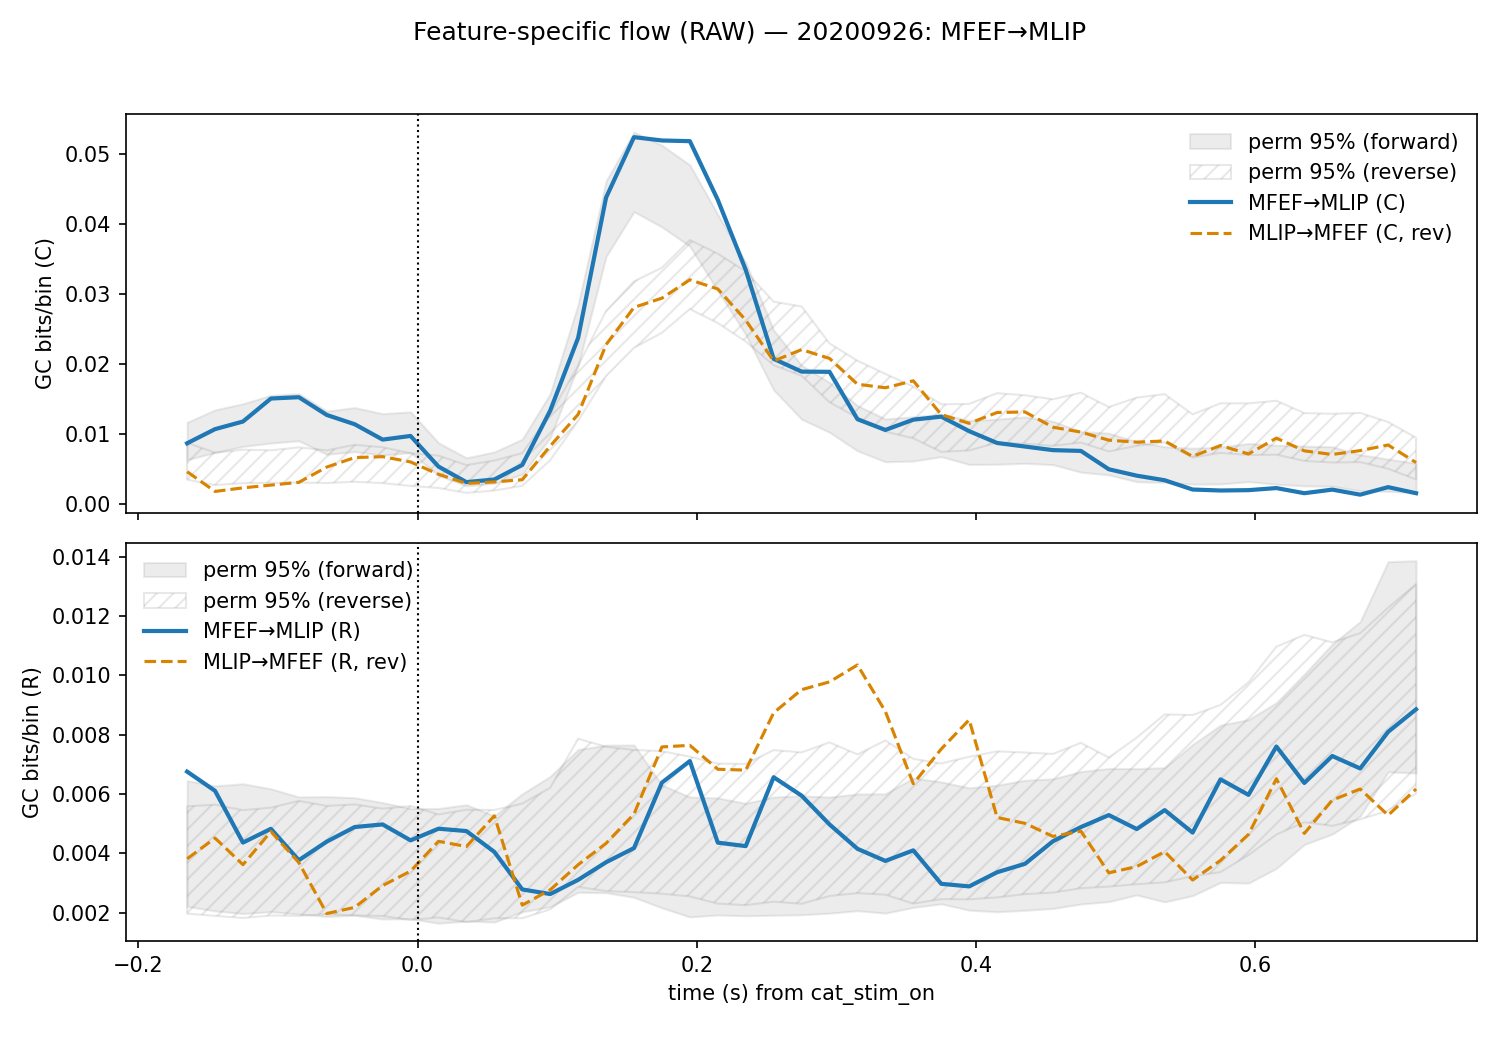 Feature-specific flow (RAW) — 20200926: MFEF→MLIP
GC bits/bin (C)
0.05
0.04
0.03
0.02
0.01
0.00
perm 95% (forward)
perm 95% (reverse)
MFEF→MLIP (C)
MLIP→MFEF (C, rev)
GC bits/bin (R)
0.014
0.012
0.010
0.008
0.006
0.004
0.002
perm 95% (forward)
perm 95% (reverse)
MFEF→MLIP (R)
MLIP→MFEF (R, rev)
−0.2 0.0 0.2 0.4 0.6
time (s) from cat_stim_on